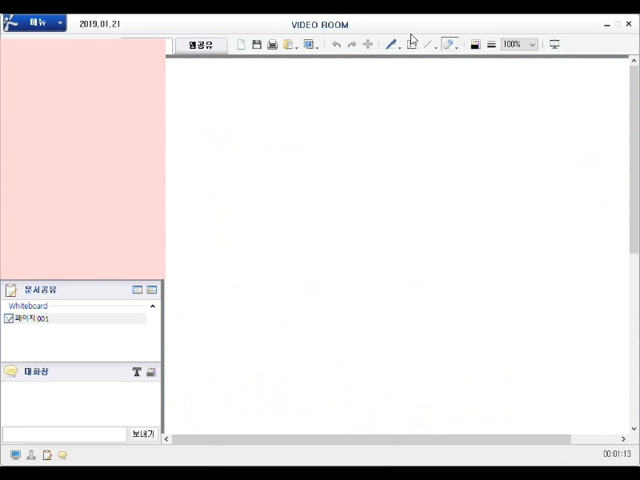 메뉴
2019.01.21
VIDEO ROOM
웹공유
100%
문서공유
Whiteboard
페이지 001
대화창
보내기
00:01:13